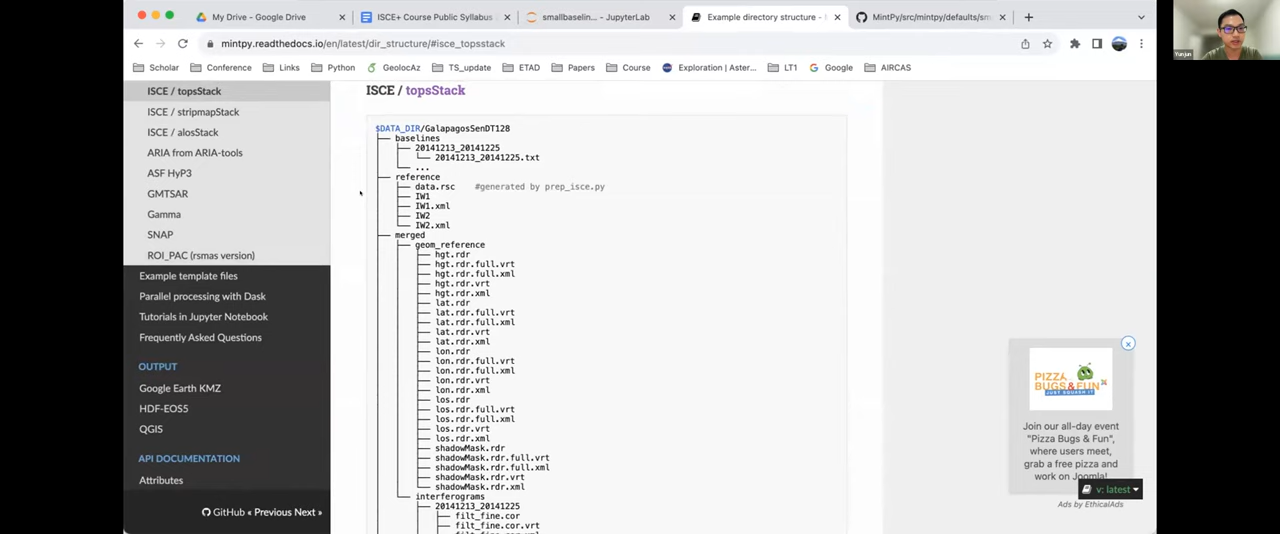 My Drive - Google Drive
ISCE+ Course Public Syllabus
smallbaselin... - JupyterLab
Example directory structure -
MintPy/src/mintpy/defaults/sm
mintpy.readthedocs.io/en/latest/dir_structure/#isce_topsstack
Scholar
Conference
Links
Python
GeolocAz
TS_update
ETAD
Papers
Course
Exploration | Aster...
LT1
Google
AIRCAS
Yunjun
ISCE / topsStack
ISCE / stripmapStack
ISCE / alosStack
ARIA from ARIA-tools
ASF HyP3
GMTSAR
Gamma
SNAP
ROI_PAC (rsmas version)
Example template files
Parallel processing with Dask
Tutorials in Jupyter Notebook
Frequently Asked Questions
OUTPUT
Google Earth KMZ
HDF-EOS5
QGIS
API DOCUMENTATION
Attributes
GitHub « Previous Next »
ISCE / topsStack
$DATA_DIR/GalapagosSenDT128
├── baselines
│   ├── 20141213_20141225
│   │   └── 20141213_20141225.txt
│   └── ...
├── reference
│   ├── data.rsc    #generated by prep_isce.py
│   ├── IW1
│   ├── IW1.xml
│   ├── IW2
│   └── IW2.xml
├── merged
│   ├── geom_reference
│   │   ├── hgt.rdr
│   │   ├── hgt.rdr.full.vrt
│   │   ├── hgt.rdr.full.xml
│   │   ├── hgt.rdr.vrt
│   │   ├── hgt.rdr.xml
│   │   ├── lat.rdr
│   │   ├── lat.rdr.full.vrt
│   │   ├── lat.rdr.full.xml
│   │   ├── lat.rdr.vrt
│   │   ├── lat.rdr.xml
│   │   ├── lon.rdr
│   │   ├── lon.rdr.full.vrt
│   │   ├── lon.rdr.full.xml
│   │   ├── lon.rdr.vrt
│   │   ├── lon.rdr.xml
│   │   ├── los.rdr
│   │   ├── los.rdr.full.vrt
│   │   ├── los.rdr.full.xml
│   │   ├── los.rdr.vrt
│   │   ├── los.rdr.xml
│   │   ├── shadowMask.rdr
│   │   ├── shadowMask.rdr.full.vrt
│   │   ├── shadowMask.rdr.full.xml
│   │   ├── shadowMask.rdr.vrt
│   │   └── shadowMask.rdr.xml
│   └── interferograms
│       ├── 20141213_20141225
│       │   ├── filt_fine.cor
│       │   ├── filt_fine.cor.vrt
PIZZA
BUGS&FUN
JUST SQUASH IT
Join our all-day event
"Pizza Bugs & Fun",
where users meet,
grab a free pizza and
work on Joomla!
v: latest
Ads by EthicalAds